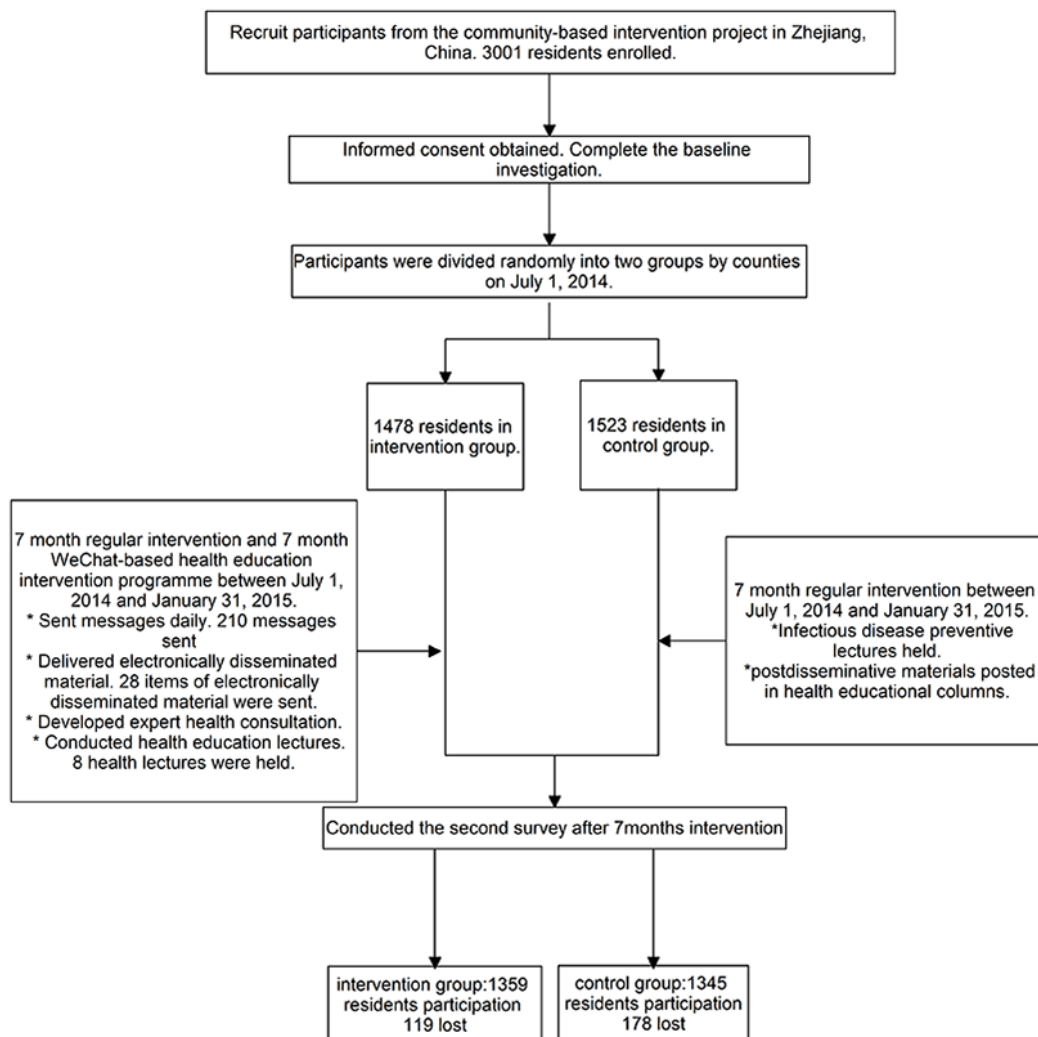 Recruit participants from the community-based intervention project in Zhejiang,
China. 3001 residents enrolled.
Informed consent obtained. Complete the baseline
investigation.
Participants were divided randomly into two groups by counties
on July 1, 2014.
1478 residents in
intervention group.
1523 residents in
control group.
7 month regular intervention and 7 month
WeChat-based health education
intervention programme between July 1,
2014 and January 31, 2015.
* Sent messages daily. 210 messages
sent
* Delivered electronically disseminated
material. 28 items of electronically
disseminated material were sent.
* Developed expert health consultation.
* Conducted health education lectures.
8 health lectures were held.
7 month regular intervention between
July 1, 2014 and January 31, 2015.
*Infectious disease preventive
lectures held.
*postdisseminative materials posted
in health educational columns.
Conducted the second survey after 7months intervention
intervention group:1359
residents participation
119 lost
control group:1345
residents participation
178 lost